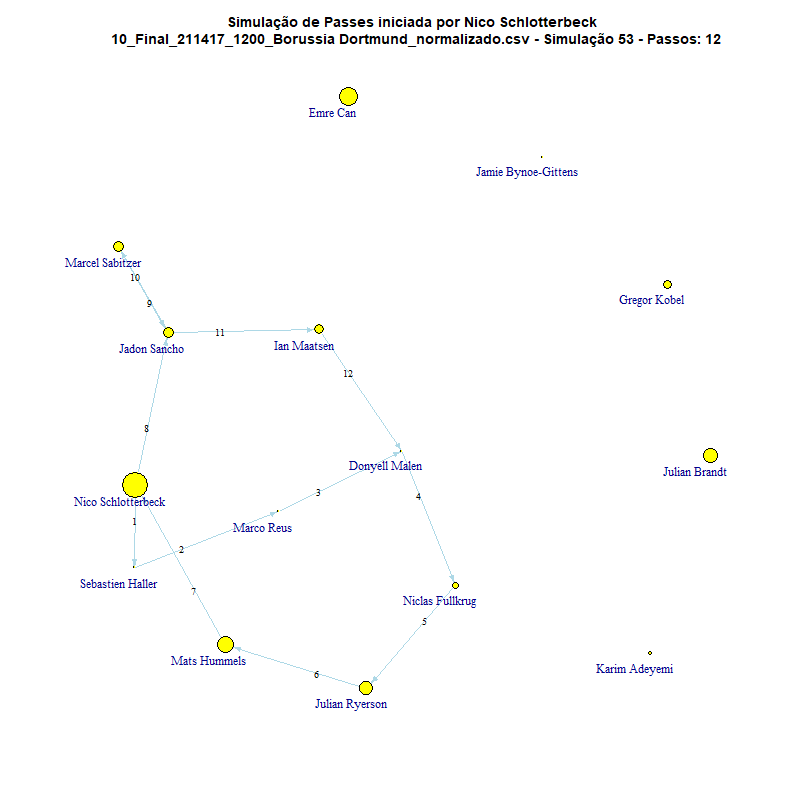 Simulação de Passes iniciada por Nico Schlotterbeck
10_Final_211417_1200_Borussia Dortmund_normalizado.csv - Simulação 53 - Passos: 12
Emre Can
Jamie Bynoe-Gittens
Marcel Sabitzer
10
Gregor Kobel
9
11
Jadon Sancho
Ian Maatsen
12
8
Donyell Malen
Julian Brandt
3
4
Nico Schlotterbeck
1
Marco Reus
2
Sebastien Haller
7
Niclas Fullkrug
5
Mats Hummels
Karim Adeyemi
6
Julian Ryerson